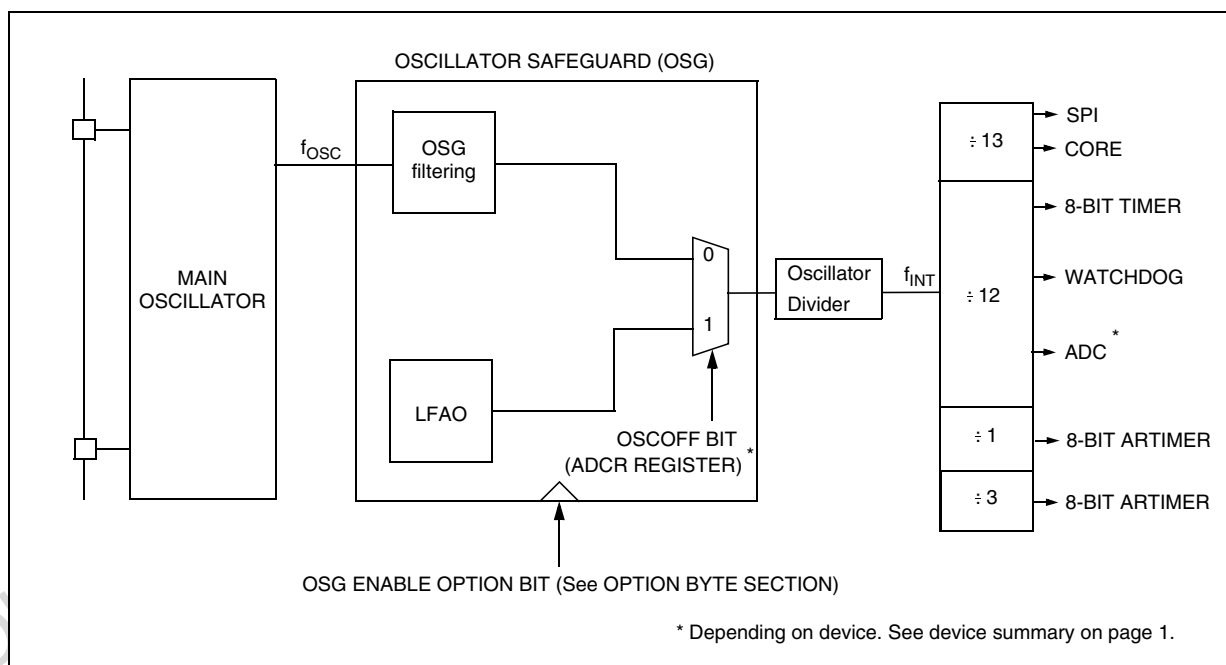 OSCILLATOR SAFEGUARD (OSG)
MAIN
OSCILLATOR
fOSC
OSG
filtering
LFAO
0
1
OSCOFF BIT
(ADCR REGISTER) *
Oscillator
Divider
fINT
÷ 13
÷ 12
÷ 1
÷ 3
SPI
CORE
8-BIT TIMER
WATCHDOG
ADC *
8-BIT ARTIMER
8-BIT ARTIMER
OSG ENABLE OPTION BIT (See OPTION BYTE SECTION)
* Depending on device. See device summary on page 1.